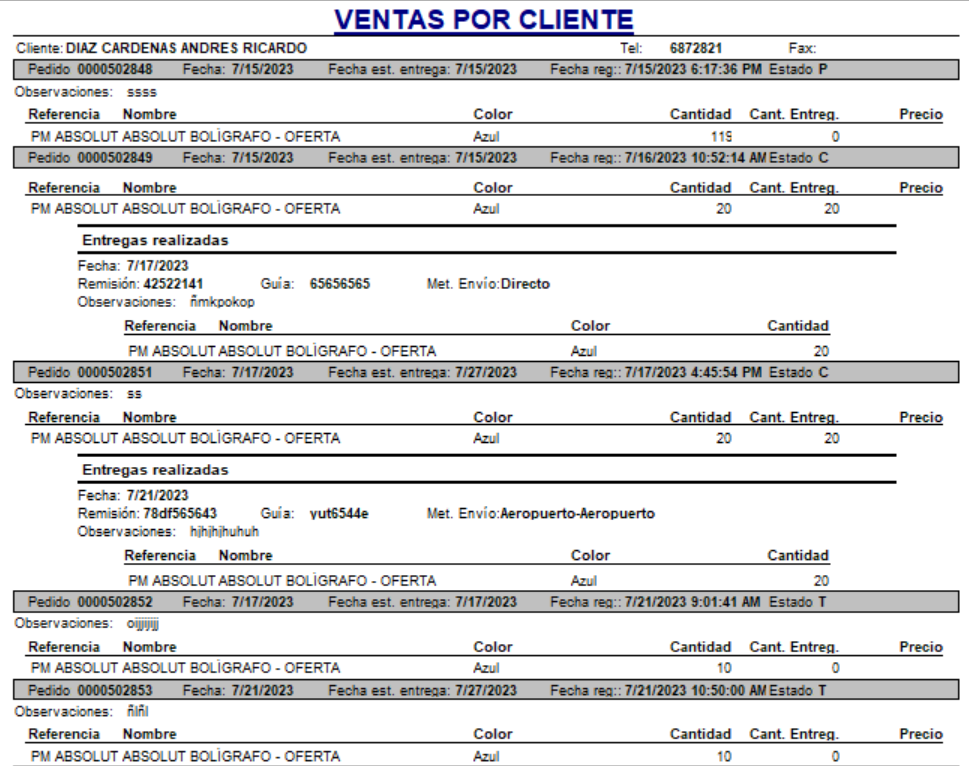 VENTAS POR CLIENTE
Cliente: DIAZ CARDENAS ANDRES RICARDO Tel: 6872821 Fax:
Pedido 0000502848 Fecha: 7/15/2023 Fecha est. entrega: 7/15/2023 Fecha reg:: 7/15/2023 6:17:36 PM Estado P
Observaciones: ssss
Referencia Nombre Color Cantidad Cant. Entreg. Precio
PM ABSOLUT ABSOLUT BOLÌGRAFO - OFERTA Azul 119 0
Pedido 0000502849 Fecha: 7/15/2023 Fecha est. entrega: 7/15/2023 Fecha reg:: 7/16/2023 10:52:14 AM Estado C
Referencia Nombre Color Cantidad Cant. Entreg. Precio
PM ABSOLUT ABSOLUT BOLÌGRAFO - OFERTA Azul 20 20
Entregas realizadas
Fecha: 7/17/2023
Remisión: 42522141 Guía: 65656565 Met. Envío:Directo
Observaciones: ñmkpokop
Referencia Nombre Color Cantidad
PM ABSOLUT ABSOLUT BOLÌGRAFO - OFERTA Azul 20
Pedido 0000502851 Fecha: 7/17/2023 Fecha est. entrega: 7/27/2023 Fecha reg:: 7/17/2023 4:45:54 PM Estado C
Observaciones: ss
Referencia Nombre Color Cantidad Cant. Entreg. Precio
PM ABSOLUT ABSOLUT BOLÌGRAFO - OFERTA Azul 20 20
Entregas realizadas
Fecha: 7/21/2023
Remisión: 78df565643 Guía: yut6544e Met. Envío:Aeropuerto-Aeropuerto
Observaciones: hjhjhjhuhuh
Referencia Nombre Color Cantidad
PM ABSOLUT ABSOLUT BOLÌGRAFO - OFERTA Azul 20
Pedido 0000502852 Fecha: 7/17/2023 Fecha est. entrega: 7/17/2023 Fecha reg:: 7/21/2023 9:01:41 AM Estado T
Observaciones:
Referencia Nombre Color Cantidad Cant. Entreg. Precio
PM ABSOLUT ABSOLUT BOLÌGRAFO - OFERTA Azul 10 0
Pedido 0000502853 Fecha: 7/21/2023 Fecha est. entrega: 7/27/2023 Fecha reg:: 7/21/2023 10:50:00 AM Estado T
Observaciones: ñlñl
Referencia Nombre Color Cantidad Cant. Entreg. Precio
PM ABSOLUT ABSOLUT BOLÌGRAFO - OFERTA Azul 10 0